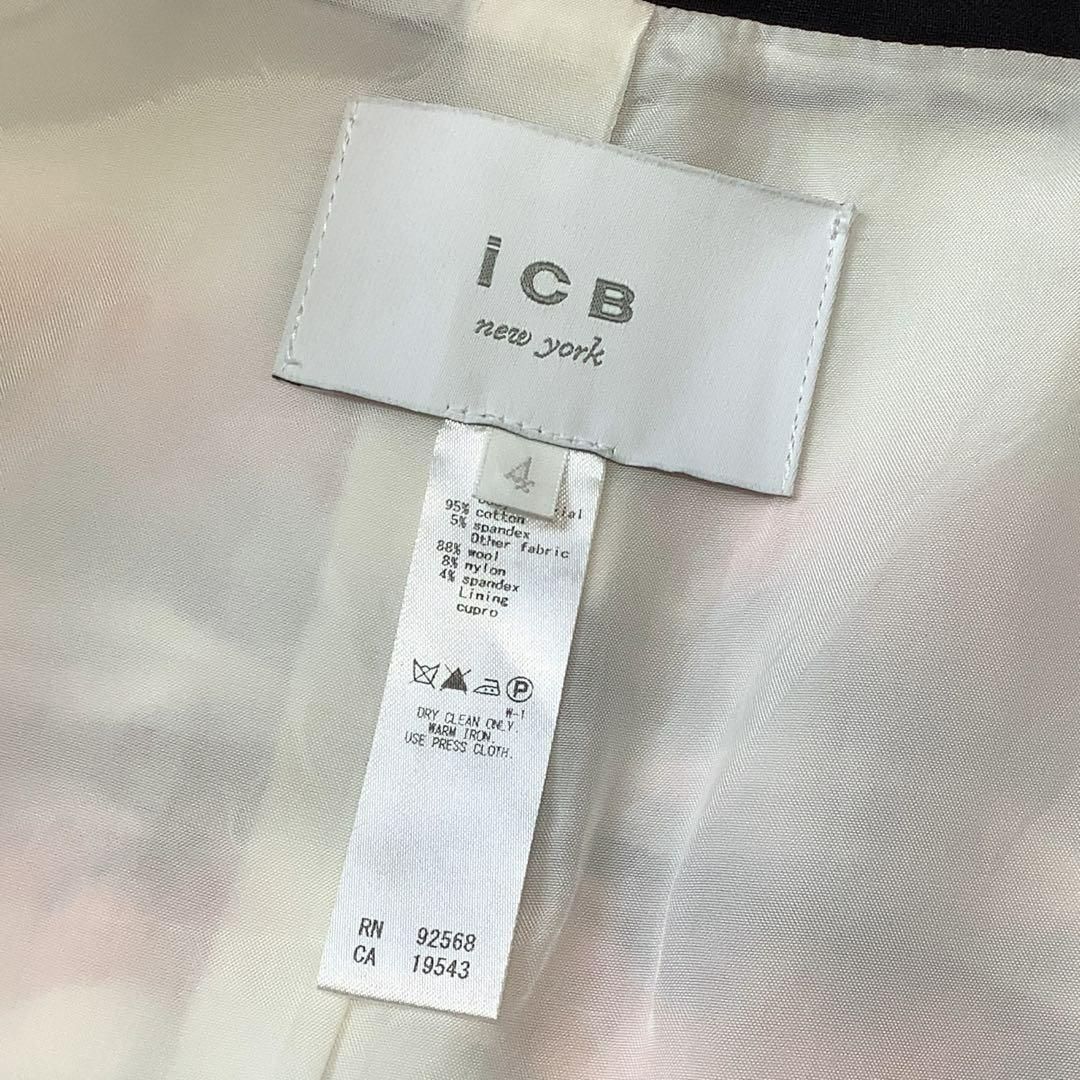 iCB
new york
4
95% cotton
5% spandex
Other fabric
88% wool
8% nylon
4% spandex
Lining
cupro
P
W-1
DRY CLEAN ONLY.
WARM IRON.
USE PRESS CLOTH.
RN 92568
CA 19543